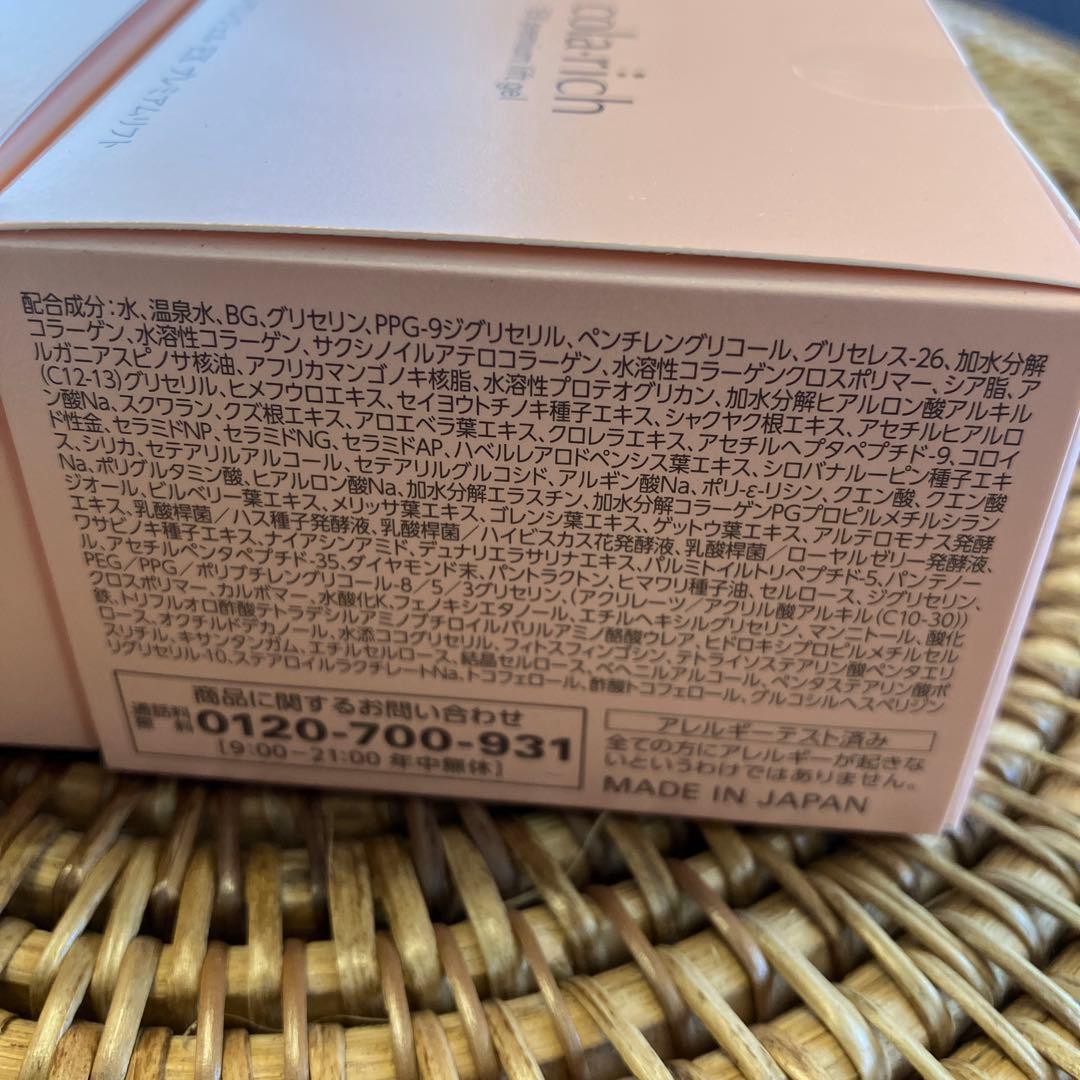 cola·rich
配合成分：水、温泉水、BG、グリセリン、PPG-9ジグリセリル、ペンチレングリコール、グリセレス-26、加水分解
コラーゲン、水溶性コラーゲン、サクシノイルアテロコラーゲン、水溶性コラーゲンクロスポリマー、シア脂、ア
ルガニアスピノサ核油、アフリカマンゴノキ核脂、水溶性プロテオグリカン、加水分解ヒアルロン酸アルキル
(C12-13)グリセリル、ヒメフウロエキス、セイヨウトチノキ種子エキス、シャクヤク根エキス、アセチルヒアルロ
ン酸Na、スクワラン、クズ根エキス、アロエベラ葉エキス、クロレラエキス、アセチルヘプタペプチド-9、コロイ
ド性金、セラミドNP、セラミドNG、セラミドAP、ハベルレアロドペンシス葉エキス、シロバナルーピン種子エキ
ス、シリカ、セテアリルアルコール、セテアリルグルコシド、アルギン酸Na、ポリ-ε-リシン、クエン酸、クエン酸
Na、ポリグルタミン酸、ヒアルロン酸Na、加水分解エラスチン、加水分解コラーゲンPGプロピルメチルシラン
ジオール、ビルベリー葉エキス、メリッサ葉エキス、ゴレンシ葉エキス、ゲットウ葉エキス、アルテロモナス発酵
エキス、乳酸桿菌／ハス種子発酵液、乳酸桿菌／ハイビスカス花発酵液、乳酸桿菌／ローヤルゼリー発酵液、
ワサビノキ種子エキス、ナイアシンアミド、デュナリエラサリナエキス、パルミトイルトリペプチド-5、パンテノー
ル、アセチルペンタペプチド-35、ダイヤモンド末、パントラクトン、ヒマワリ種子油、セルロース、ジグリセリン、
PEG／PPG／ポリブチレングリコール-8／5／3グリセリン、(アクリレーツ／アクリル酸アルキル(C10-30))
クロスポリマー、カルボマー、水酸化K、フェノキシエタノール、エチルヘキシルグリセリン、マンニトール、酸化
鉄、トリフルオロ酢酸テトラデシルアミノブチロイルバリルアミノ酪酸ウレア、ヒドロキシプロピルメチルセル
ロース、オクチルドデカノール、水添ココグリセリル、フィトスフィンゴシン、テトライソステアリン酸ペンタエリ
スリチル、キサンタンガム、エチルセルロース、結晶セルロース、ベヘニルアルコール、ペンタステアリン酸ポ
リグリセリル-10、ステアロイルラクチレートNa、トコフェロール、酢酸トコフェロール、グルコシルヘスペリジン
商品に関するお問い合わせ
通話料無料 0120-700-931
[9:00-21:00 年中無休]
アレルギーテスト済み
全ての方にアレルギーが起きな
いというわけではありません。
MADE IN JAPAN